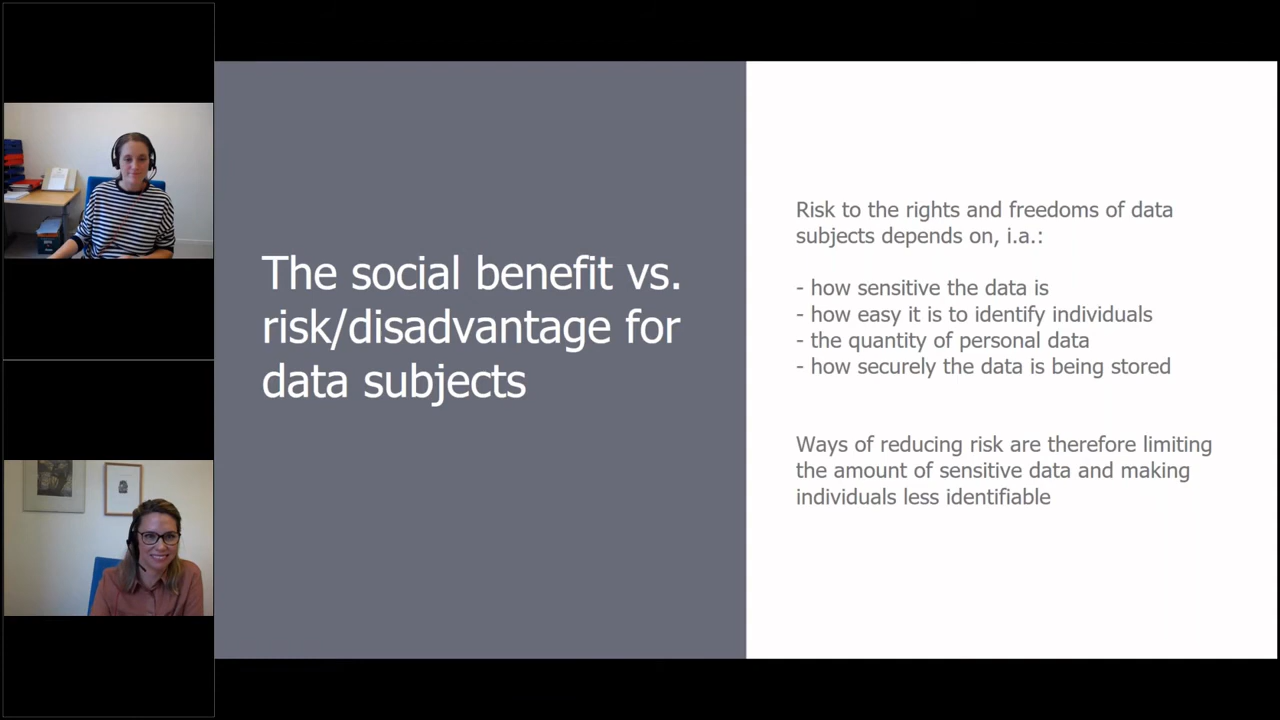 The social benefit vs.
risk/disadvantage for
data subjects
Risk to the rights and freedoms of data
subjects depends on, i.a.:
- how sensitive the data is
- how easy it is to identify individuals
- the quantity of personal data
- how securely the data is being stored
Ways of reducing risk are therefore limiting
the amount of sensitive data and making
individuals less identifiable